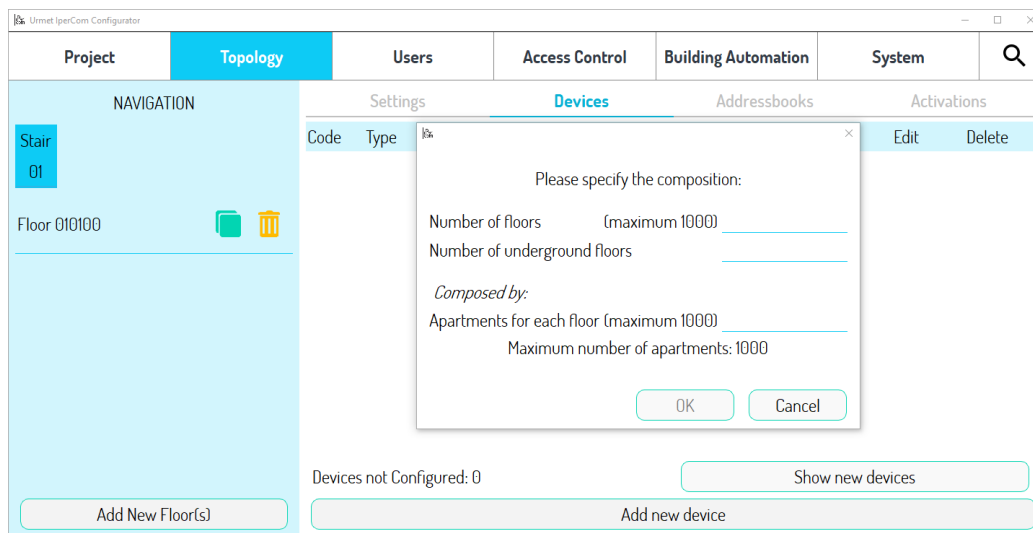 Urmet IperCom Configurator
Project Topology Users Access Control Building Automation System
NAVIGATION
Settings Devices Addressbooks Activations
Stair
01
Code Type Edit Delete
Floor 010100
Please specify the composition:
Number of floors (maximum 1000)
Number of underground floors
Composed by:
Apartments for each floor (maximum 1000)
Maximum number of apartments: 1000
OK Cancel
Devices not Configured: 0 Show new devices
Add New Floor(s) Add new device